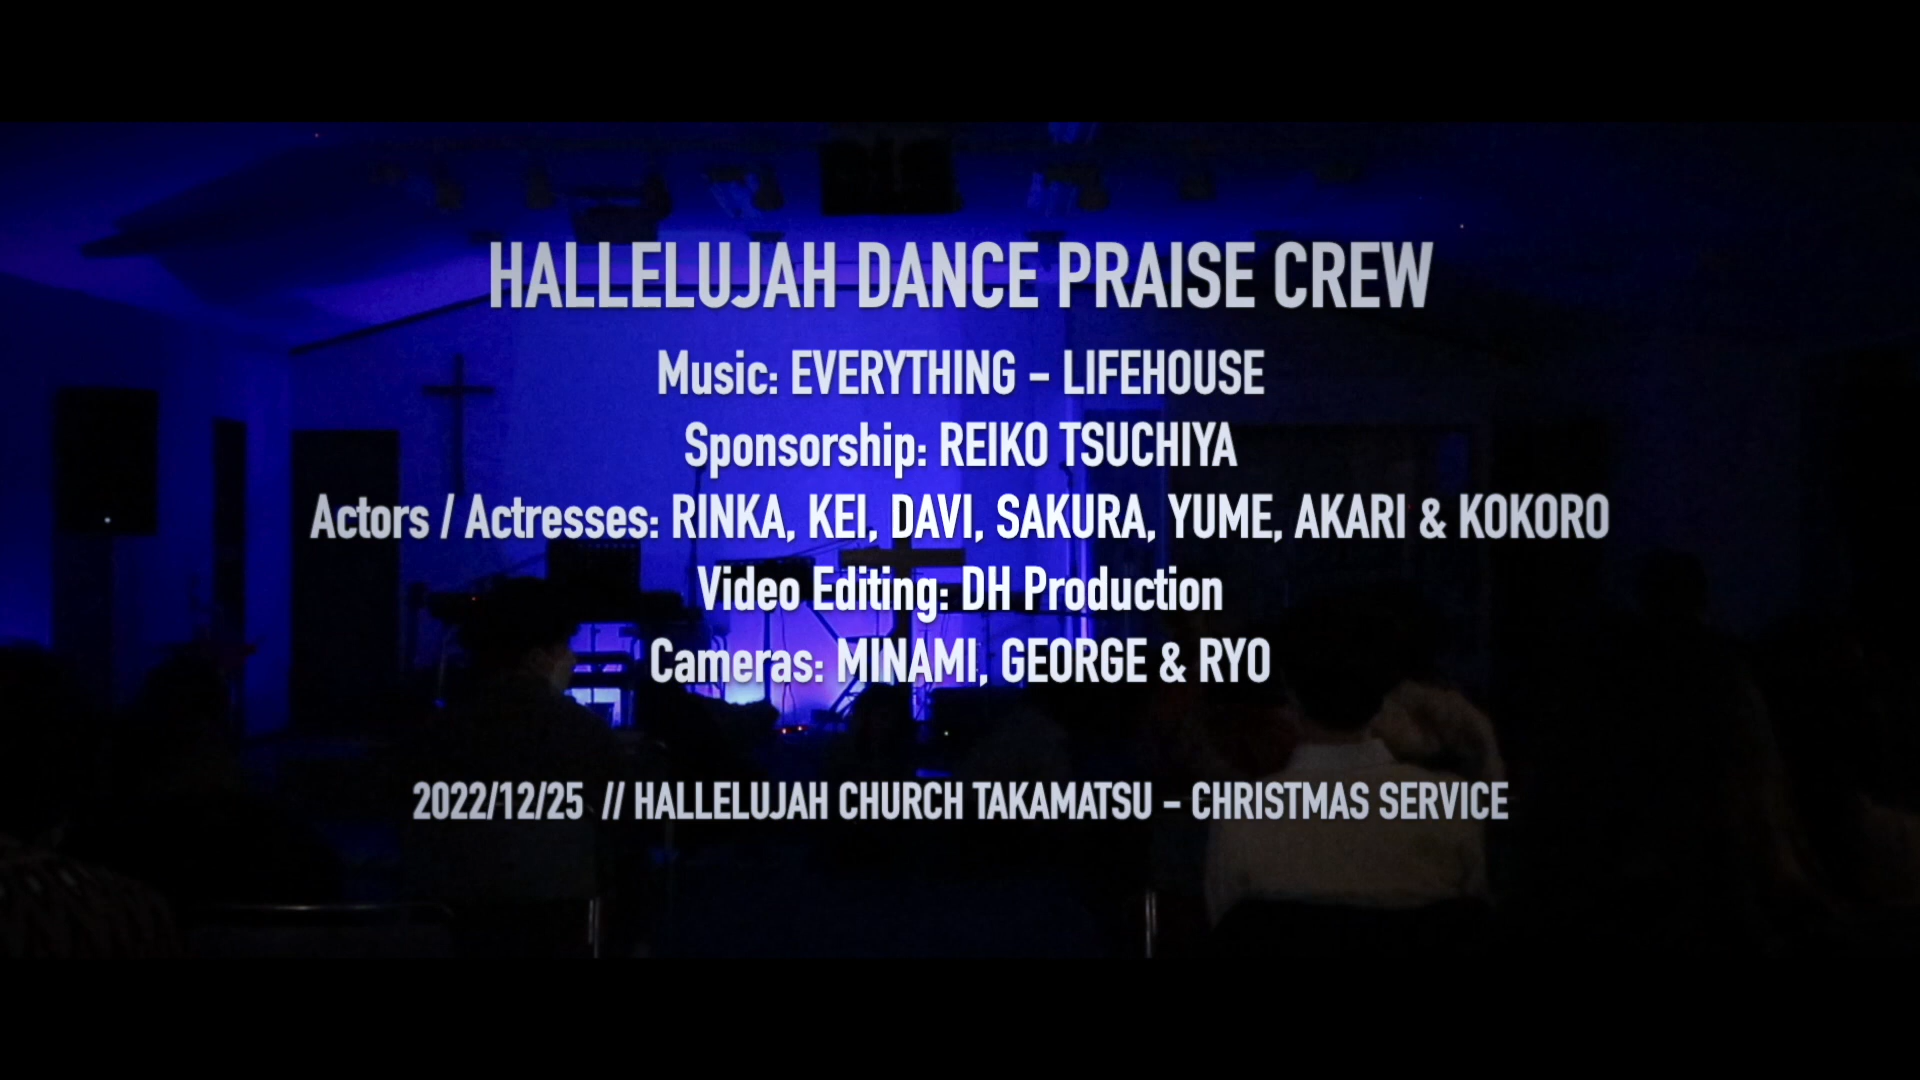 HALLELUJAH DANCE PRAISE CREW
Music: EVERYTHING - LIFEHOUSE
Sponsorship: REIKO TSUCHIYA
Actors / Actresses: RINKA, KEI, DAVI, SAKURA, YUME, AKARI & KOKORO
Video Editing: DH Production
Cameras: MINAMI, GEORGE & RYO
2022/12/25 // HALLELUJAH CHURCH TAKAMATSU - CHRISTMAS SERVICE